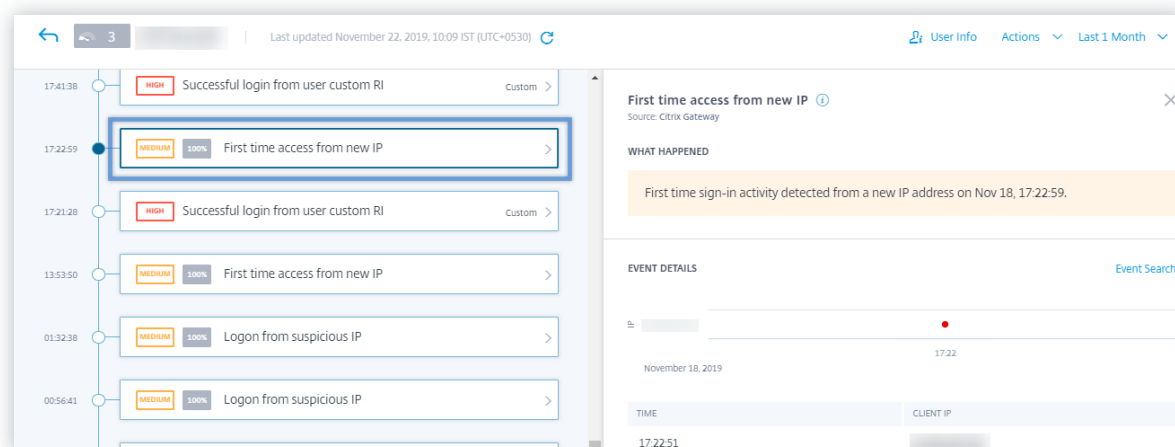 3
Last updated November 22, 2019, 10:09 IST (UTC+0530)
User Info
Actions
Last 1 Month
17:41:38
HIGH
Successful login from user custom RI
Custom
17:22:59
MEDIUM
100%
First time access from new IP
17:21:28
HIGH
Successful login from user custom RI
Custom
13:53:50
MEDIUM
100%
First time access from new IP
01:32:38
MEDIUM
100%
Logon from suspicious IP
00:56:41
MEDIUM
100%
Logon from suspicious IP
First time access from new IP
Source: Citrix Gateway
WHAT HAPPENED
First time sign-in activity detected from a new IP address on Nov 18, 17:22:59.
EVENT DETAILS
Event Search
IP
17:22
November 18, 2019
TIME
CLIENT IP
17:22:51